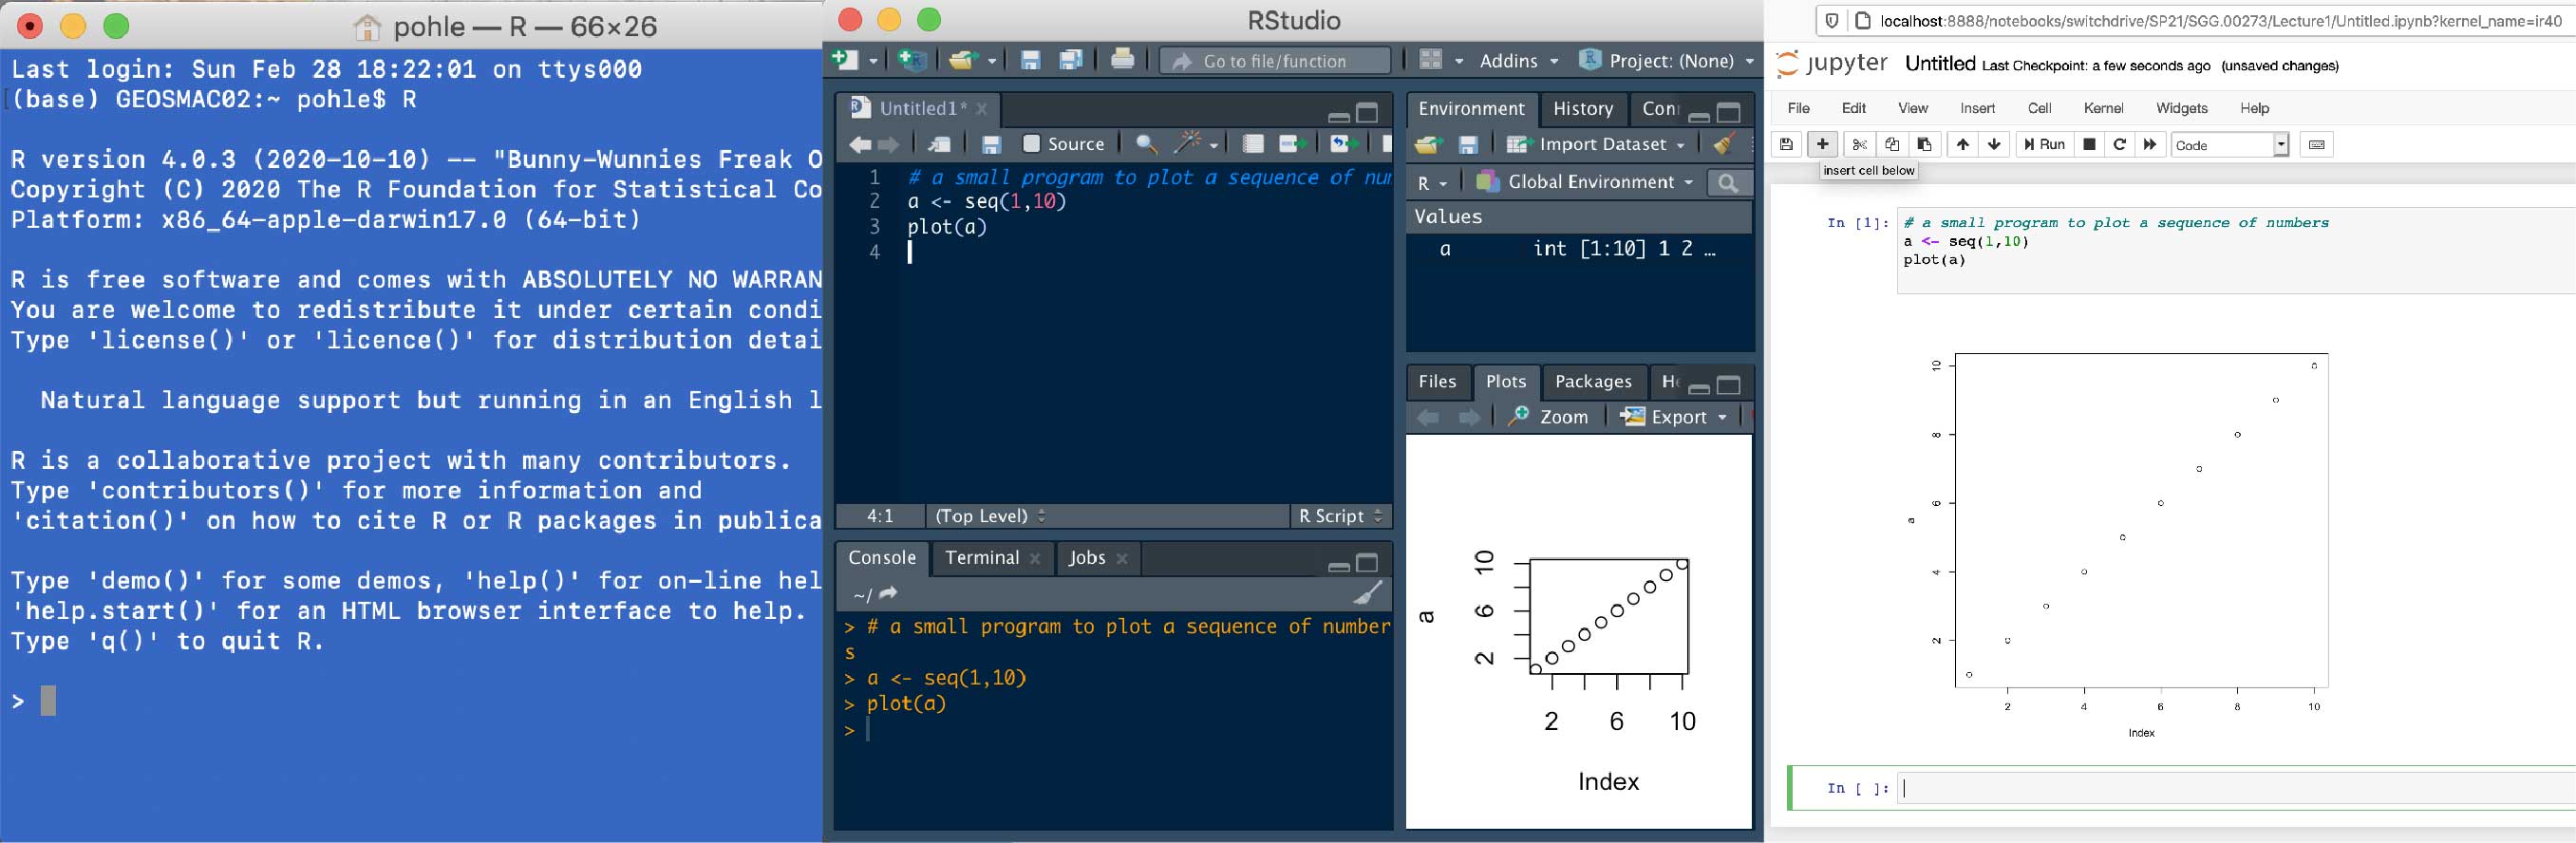 pohle — R — 66×26
Last login: Sun Feb 28 18:22:01 on ttys000
(base) GEOSMAC02:~ pohle$ R
R version 4.0.3 (2020-10-10) -- "Bunny-Wunnies Freak O
Copyright (C) 2020 The R Foundation for Statistical Co
Platform: x86_64-apple-darwin17.0 (64-bit)
R is free software and comes with ABSOLUTELY NO WARRAN
You are welcome to redistribute it under certain condi
Type 'license()' or 'licence()' for distribution detai
Natural language support but running in an English l
R is a collaborative project with many contributors.
Type 'contributors()' for more information and
'citation()' on how to cite R or R packages in publica
Type 'demo()' for some demos, 'help()' for on-line hel
'help.start()' for an HTML browser interface to help.
Type 'q()' to quit R.
>
RStudio
Go to file/function
Addins
Project: (None)
Untitled1*
Source
1 # a small program to plot a sequence of num
2 a <- seq(1,10)
3 plot(a)
4
4:1 (Top Level) R Script
Console Terminal Jobs
~/
> # a small program to plot a sequence of number
s
> a <- seq(1,10)
> plot(a)
>
Environment History Con
Import Dataset
R Global Environment
Values
a int [1:10] 1 2 …
Files Plots Packages He
Zoom Export
10
6
2
a
2 6 10
Index
localhost:8888/notebooks/switchdrive/SP21/SGG.00273/Lecture1/Untitled.ipynb?kernel_name=ir40
jupyter Untitled Last Checkpoint: a few seconds ago (unsaved changes)
File Edit View Insert Cell Kernel Widgets Help
Run Code
insert cell below
In [1]: # a small program to plot a sequence of numbers
a <- seq(1,10)
plot(a)
10
8
6
a
4
2
2 4 6 8 10
Index
In [ ]: